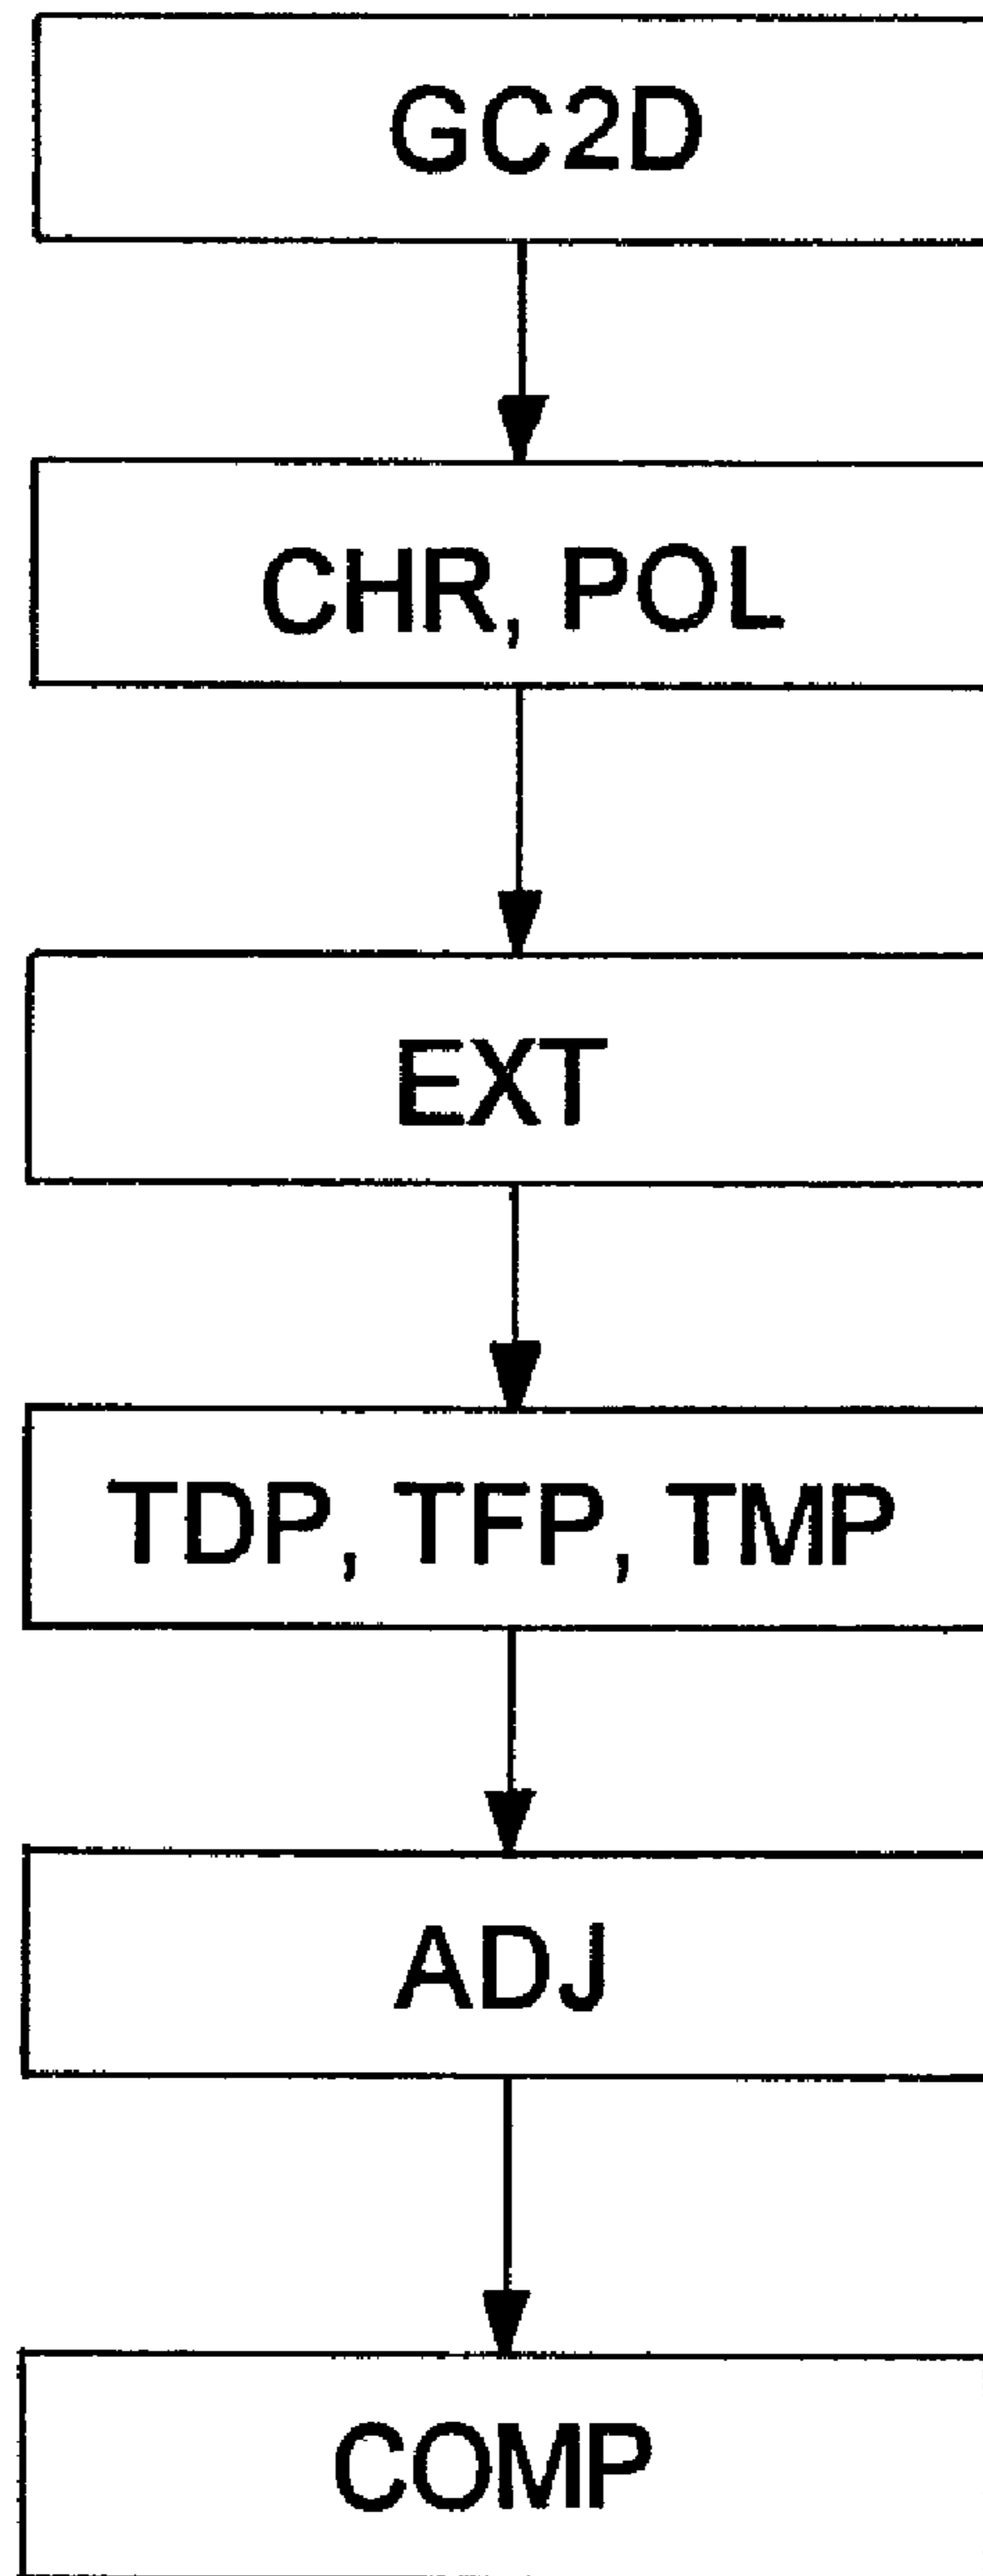 GC2D
CHR, POL
EXT
TDP, TFP, TMP
ADJ
COMP